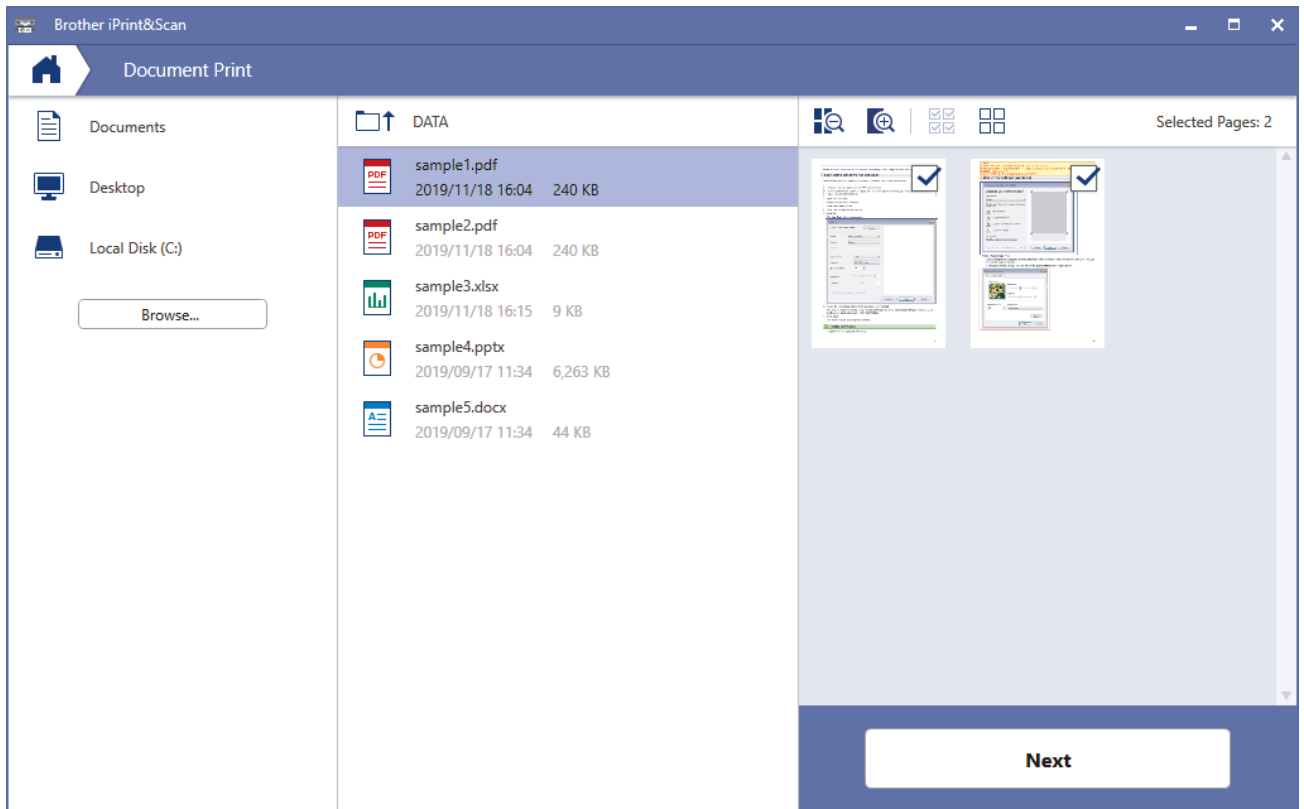 Brother iPrint&Scan
Document Print
Documents
Desktop
Local Disk (C:)
Browse...
DATA
PDF
sample1.pdf
2019/11/18 16:04 240 KB
PDF
sample2.pdf
2019/11/18 16:04 240 KB
sample3.xlsx
2019/11/18 16:15 9 KB
sample4.pptx
2019/09/17 11:34 6,263 KB
A
sample5.docx
2019/09/17 11:34 44 KB
Selected Pages: 2
Next